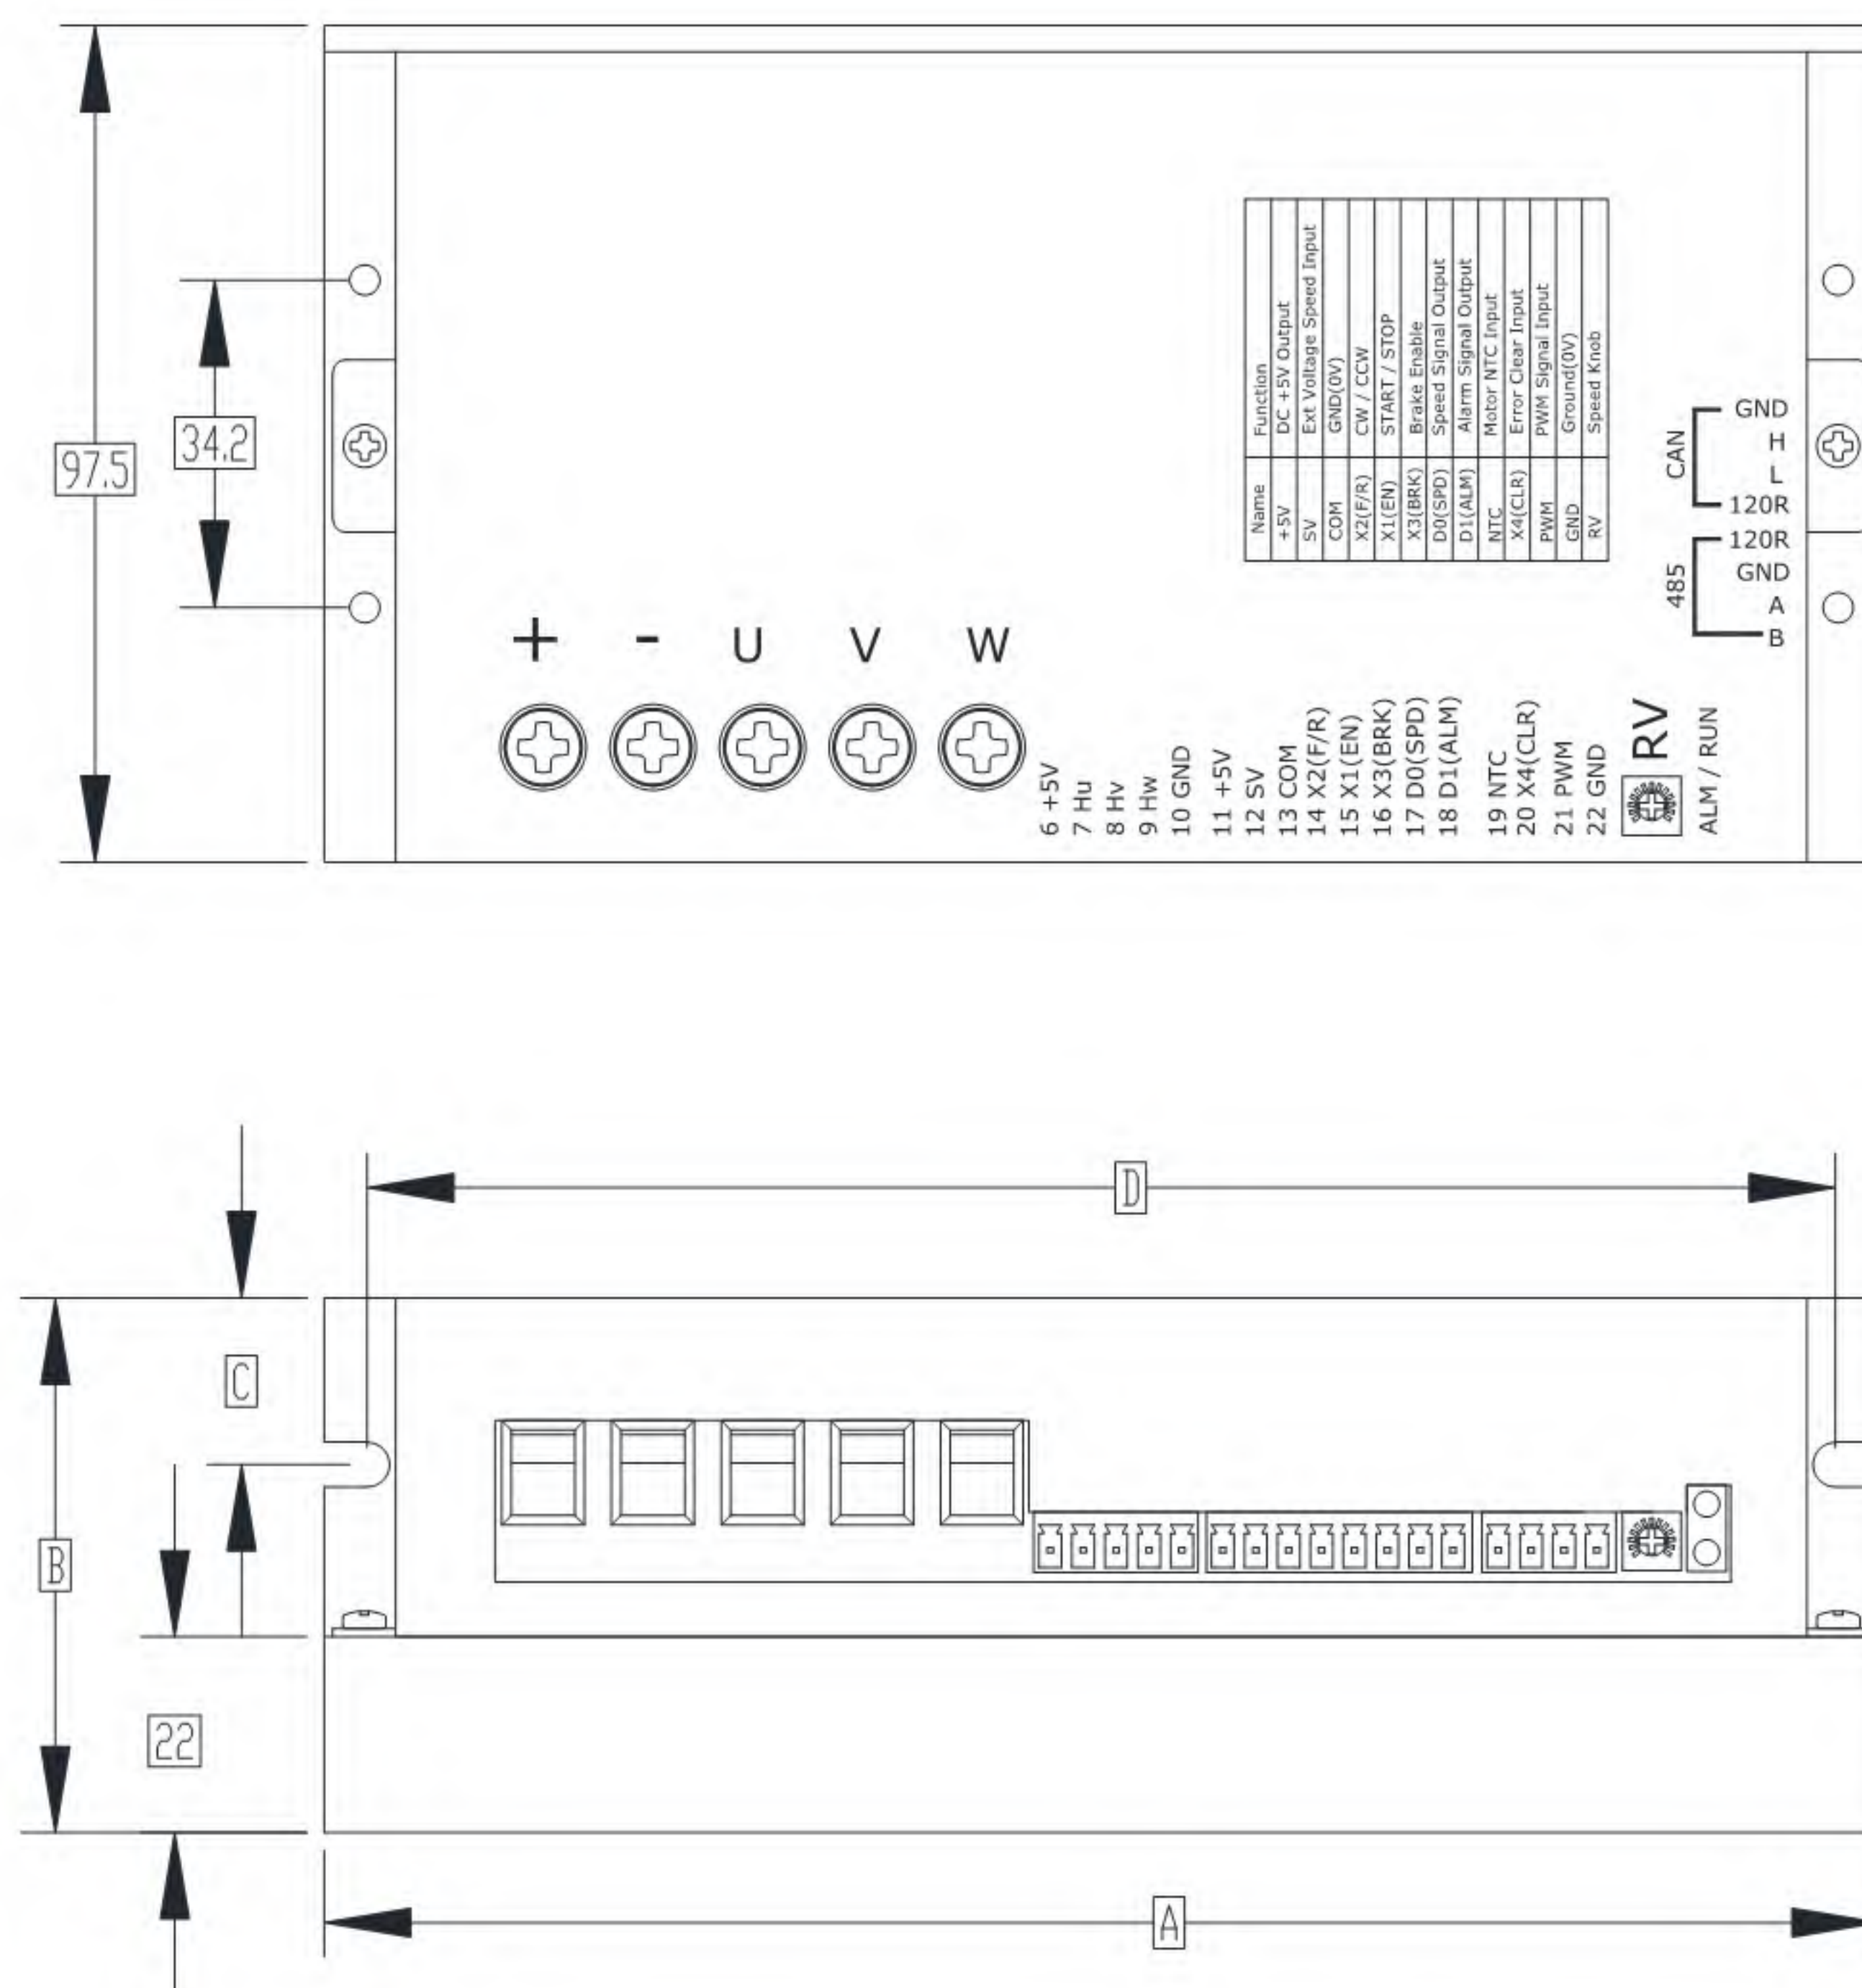 97.5
34.2
Name Function
+5V DC +5V Output
SV Ext Voltage Speed Input
COM GND(0V)
X2(F/R) CW / CCW
X1(EN) START / STOP
X3(BRK) Brake Enable
D0(SPD) Speed Signal Output
D1(ALM) Alarm Signal Output
NTC Motor NTC Input
X4(CLR) Error Clear Input
PWM PWM Signal Input
GND Ground(0V)
RV Speed Knob
CAN
GND
H
L
120R
485
120R
GND
A
B
+ - U V W
6 +5V
7 Hu
8 Hv
9 Hw
10 GND
11 +5V
12 SV
13 COM
14 X2(F/R)
15 X1(EN)
16 X3(BRK)
17 D0(SPD)
18 D1(ALM)
19 NTC
20 X4(CLR)
21 PWM
22 GND
RV
ALM / RUN
D
C
B
22
A